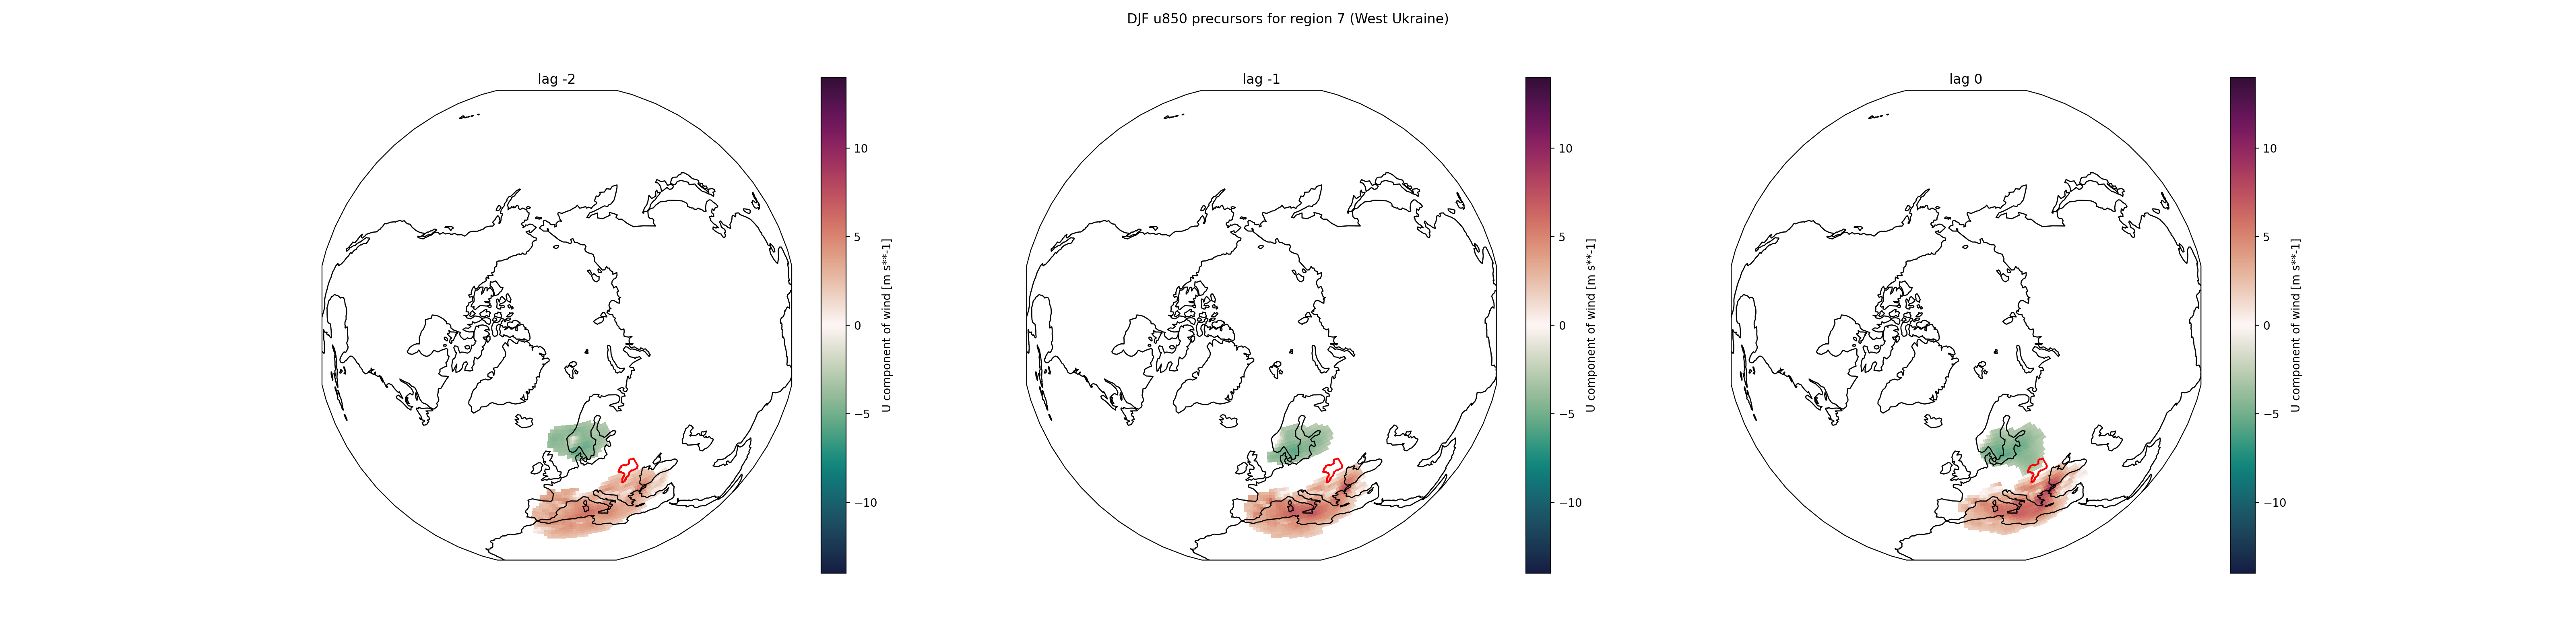 DJF u850 precursors for region 7 (West Ukraine)
lag -2
10
5
0
−5
−10
U component of wind [m s**-1]
lag -1
10
5
0
−5
−10
U component of wind [m s**-1]
lag 0
10
5
0
−5
−10
U component of wind [m s**-1]